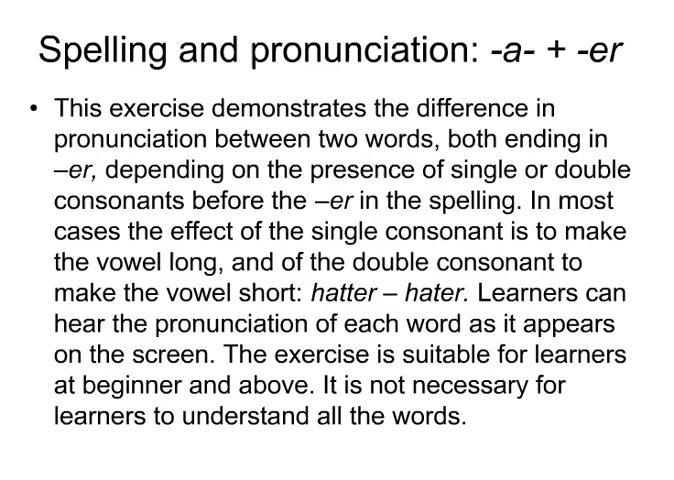 Spelling and pronunciation: -a- + -er
• This exercise demonstrates the difference in
pronunciation between two words, both ending in
–er, depending on the presence of single or double
consonants before the –er in the spelling. In most
cases the effect of the single consonant is to make
the vowel long, and of the double consonant to
make the vowel short: hatter – hater. Learners can
hear the pronunciation of each word as it appears
on the screen. The exercise is suitable for learners
at beginner and above. It is not necessary for
learners to understand all the words.